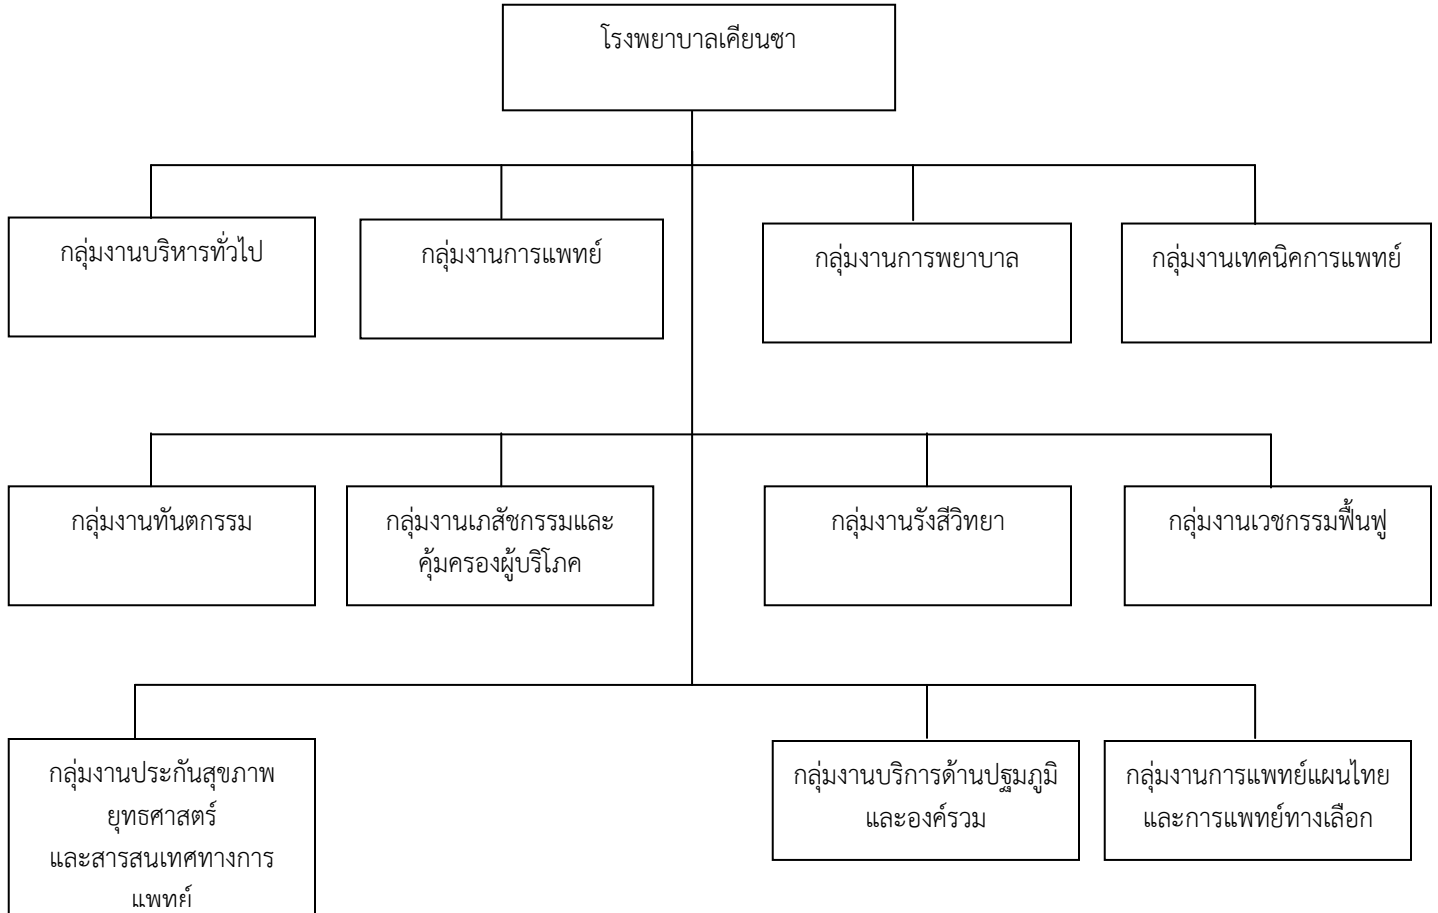 โรงพยาบาลเคียนซา
กลุ่มงานบริหารทั่วไป
กลุ่มงานการแพทย์
กลุ่มงานการพยาบาล
กลุ่มงานเทคนิคการแพทย์
กลุ่มงานทันตกรรม
กลุ่มงานเภสัชกรรมและ
คุ้มครองผู้บริโภค
กลุ่มงานรังสีวิทยา
กลุ่มงานเวชกรรมฟื้นฟู
กลุ่มงานประกันสุขภาพ
ยุทธศาสตร์
และสารสนเทศทางการ
แพทย์
กลุ่มงานบริการด้านปฐมภูมิ
และองค์รวม
กลุ่มงานการแพทย์แผนไทย
และการแพทย์ทางเลือก